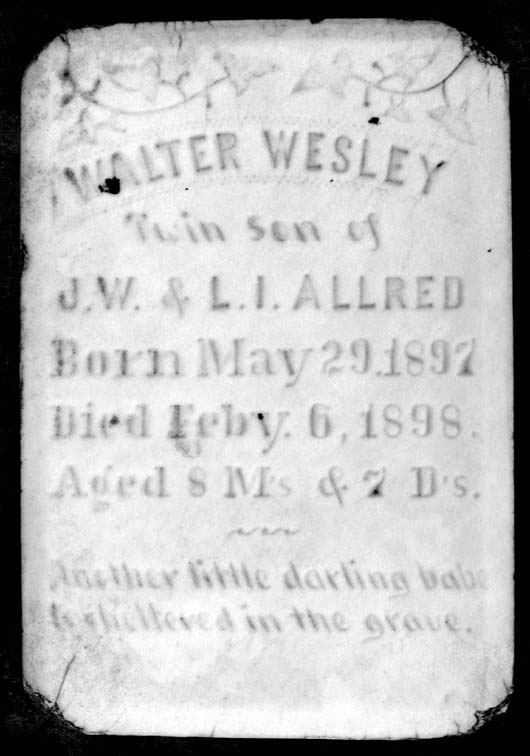 WALTER WESLEY
Twin son of
J.W. & L.I. ALLRED
Born May 29.1897
Died Feby. 6, 1898.
Aged 8 M's & 7 D's.
Another little darling babe
Is sheltered in the grave.